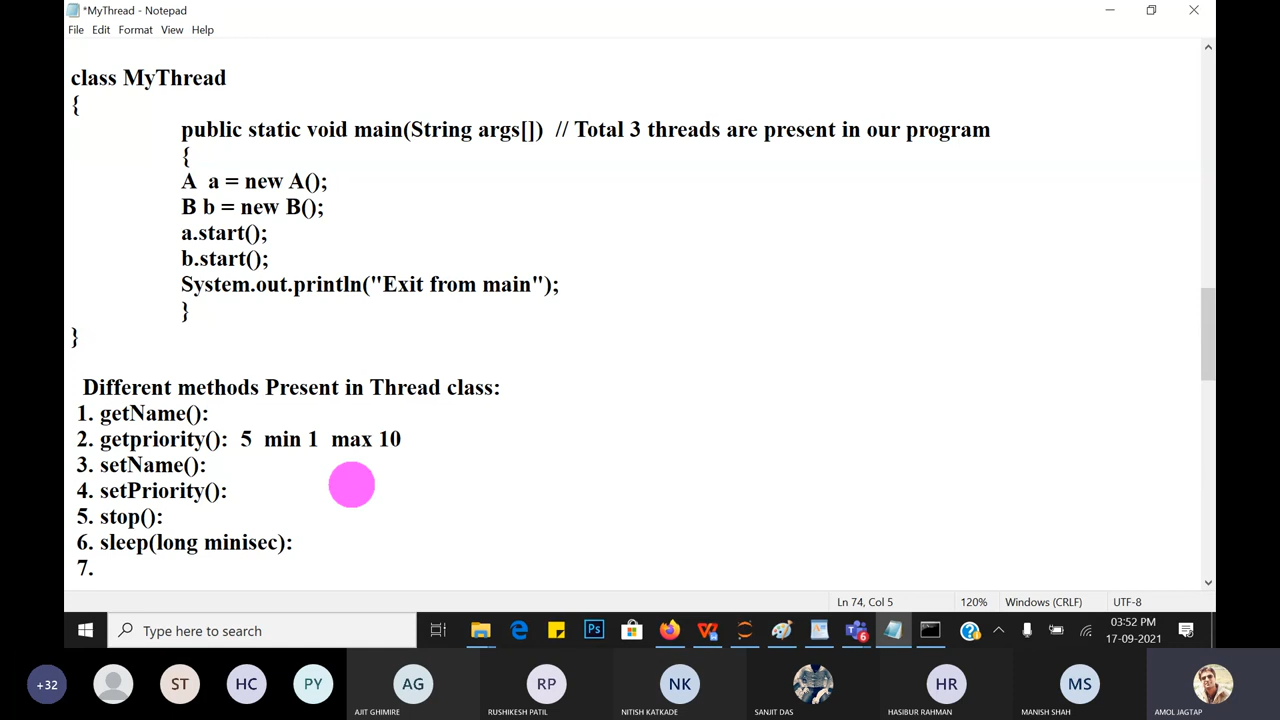 *MyThread - Notepad
File Edit Format View Help
class MyThread
{
public static void main(String args[]) // Total 3 threads are present in our program
{
A a = new A();
B b = new B();
a.start();
b.start();
System.out.println("Exit from main");
}
}
Different methods Present in Thread class:
1. getName():
2. getpriority(): 5 min 1 max 10
3. setName():
4. setPriority():
5. stop():
6. sleep(long minisec):
7.
Ln 74, Col 5 120% Windows (CRLF) UTF-8
Type here to search
Ps
6
03:52 PM
17-09-2021
+32 ST HC PY AG RP NK HR MS
AJIT GHIMIRE RUSHIKESH PATIL NITISH KATKADE SANJIT DAS HASIBUR RAHMAN MANISH SHAH AMOL JAGTAP